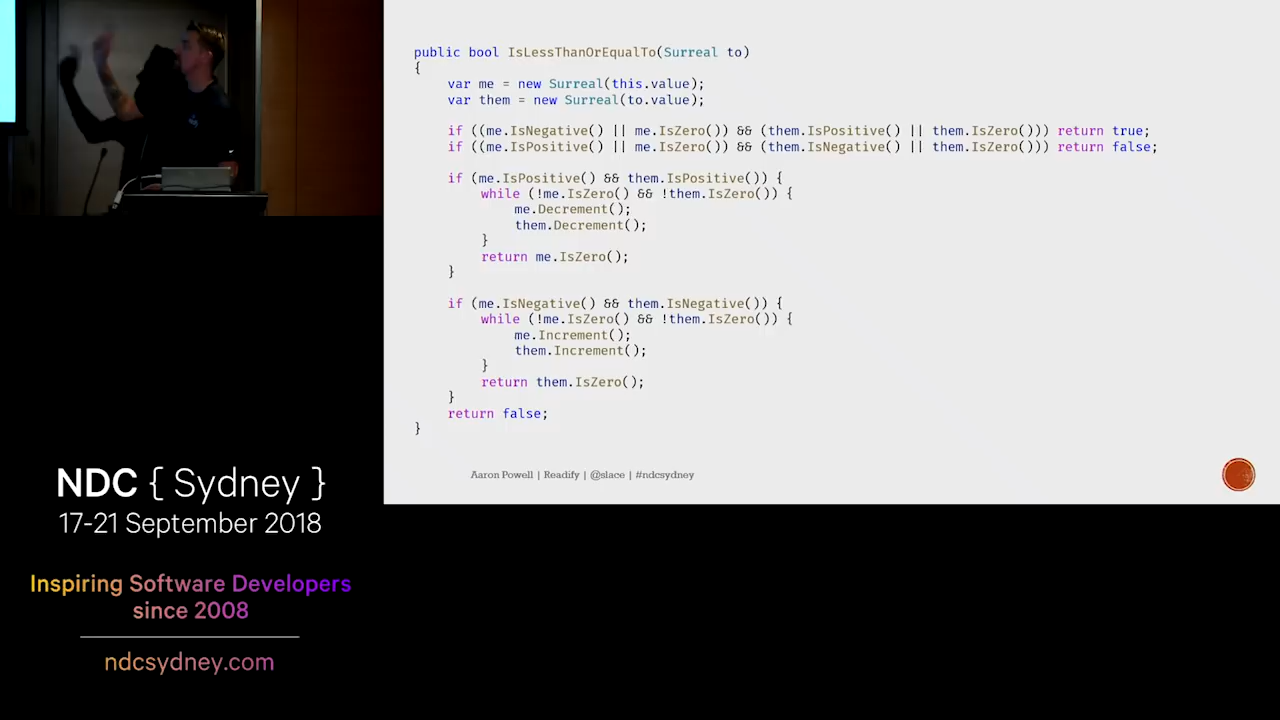 public bool IsLessThanOrEqualTo(Surreal to)
{
var me = new Surreal(this.value);
var them = new Surreal(to.value);
if ((me.IsNegative() || me.IsZero()) && (them.IsPositive() || them.IsZero())) return true;
if ((me.IsPositive() || me.IsZero()) && (them.IsNegative() || them.IsZero())) return false;
if (me.IsPositive() && them.IsPositive()) {
while (!me.IsZero() && !them.IsZero()) {
me.Decrement();
them.Decrement();
}
return me.IsZero();
}
if (me.IsNegative() && them.IsNegative()) {
while (!me.IsZero() && !them.IsZero()) {
me.Increment();
them.Increment();
}
return them.IsZero();
}
return false;
}
Aaron Powell | Readify | @slace | #ndcsydney
NDC { Sydney }
17-21 September 2018
Inspiring Software Developers
since 2008
ndcsydney.com